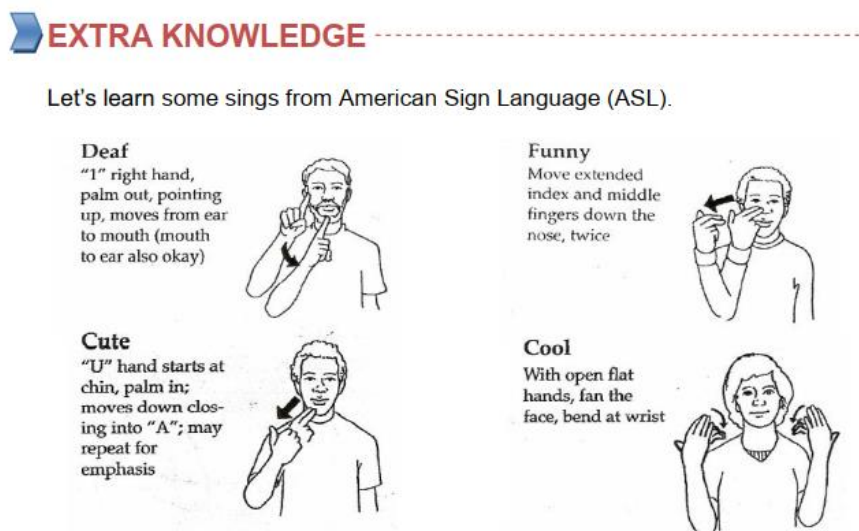 EXTRA KNOWLEDGE
Let's learn some sings from American Sign Language (ASL).
Deaf
“1” right hand,
palm out, pointing
up, moves from ear
to mouth (mouth
to ear also okay)
Funny
Move extended
index and middle
fingers down the
nose, twice
Cute
“U” hand starts at
chin, palm in;
moves down clos-
ing into “A”; may
repeat for
emphasis
Cool
With open flat
hands, fan the
face, bend at wrist